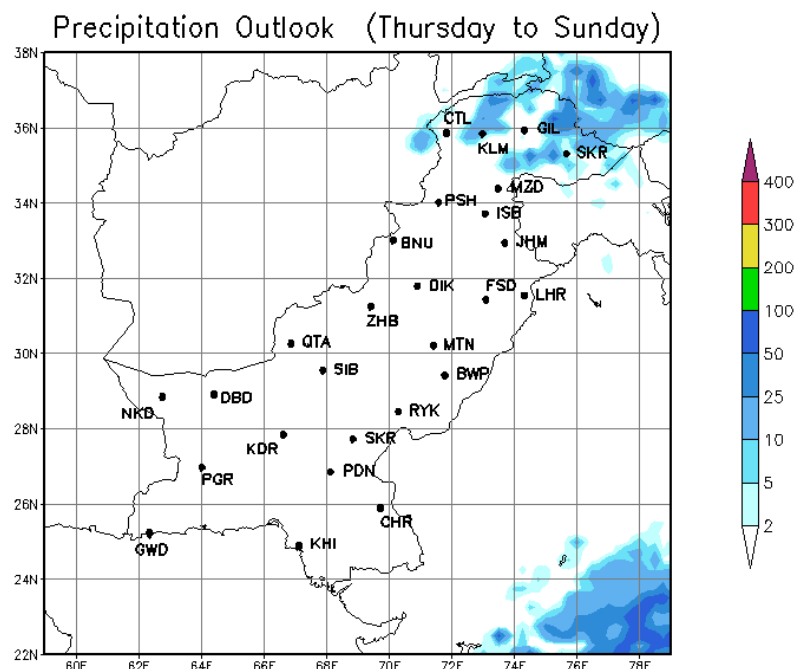 Precipitation Outlook (Thursday to Sunday)
38N
36N
34N
32N
30N
28N
26N
24N
22N
60E
62E
64E
66E
68E
70E
72E
74E
76E
78E
CTL
GIL
KLM
SKR
MZD
PSH
ISB
BNU
JHM
DIK
FSD
LHR
ZHB
QTA
MTN
SIB
BWP
DBD
NKD
RYK
KDR
SKR
PGR
PDN
CHR
GWD
KHI
400
300
200
100
50
25
10
5
2